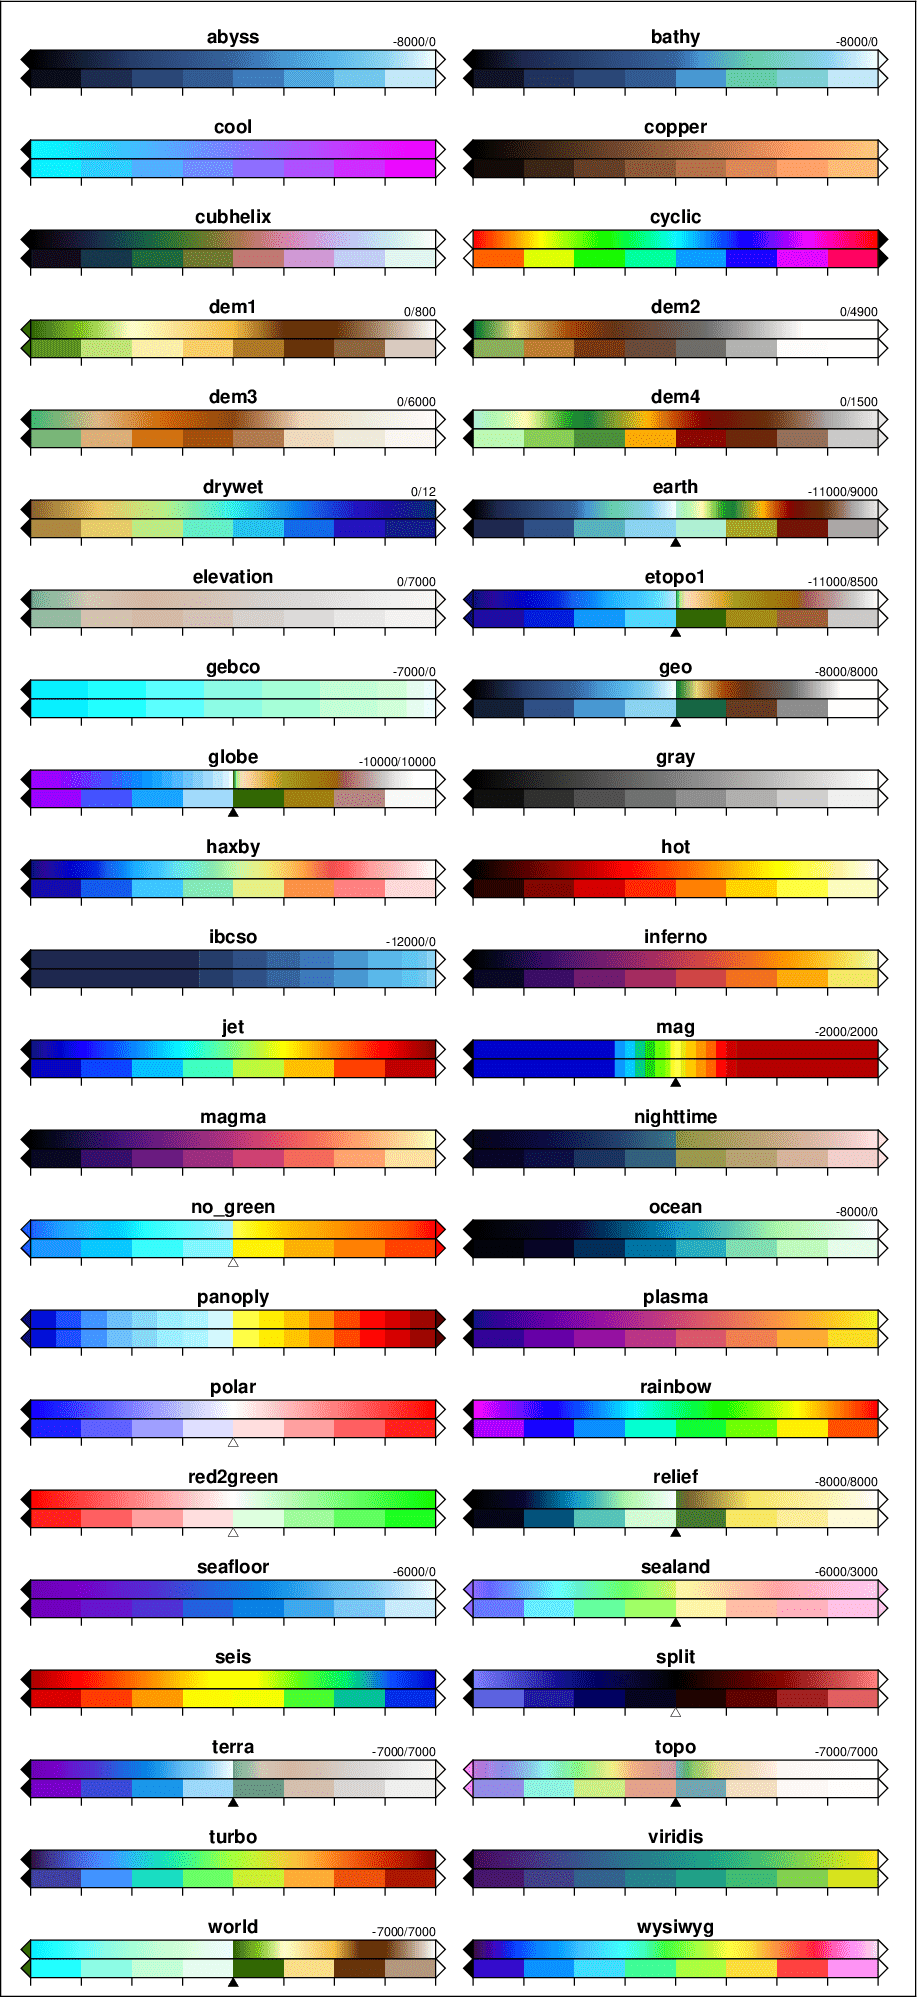 abyss -8000/0
bathy -8000/0
cool
copper
cubhelix
cyclic
dem1 0/800
dem2 0/4900
dem3 0/6000
dem4 0/1500
drywet 0/12
earth -11000/9000
elevation 0/7000
etopo1 -11000/8500
gebco -7000/0
geo -8000/8000
globe -10000/10000
gray
haxby
hot
ibcso -12000/0
inferno
jet
mag -2000/2000
magma
nighttime
no_green
ocean -8000/0
panoply
plasma
polar
rainbow
red2green
relief -8000/8000
seafloor -6000/0
sealand -6000/3000
seis
split
terra -7000/7000
topo -7000/7000
turbo
viridis
world -7000/7000
wysiwyg